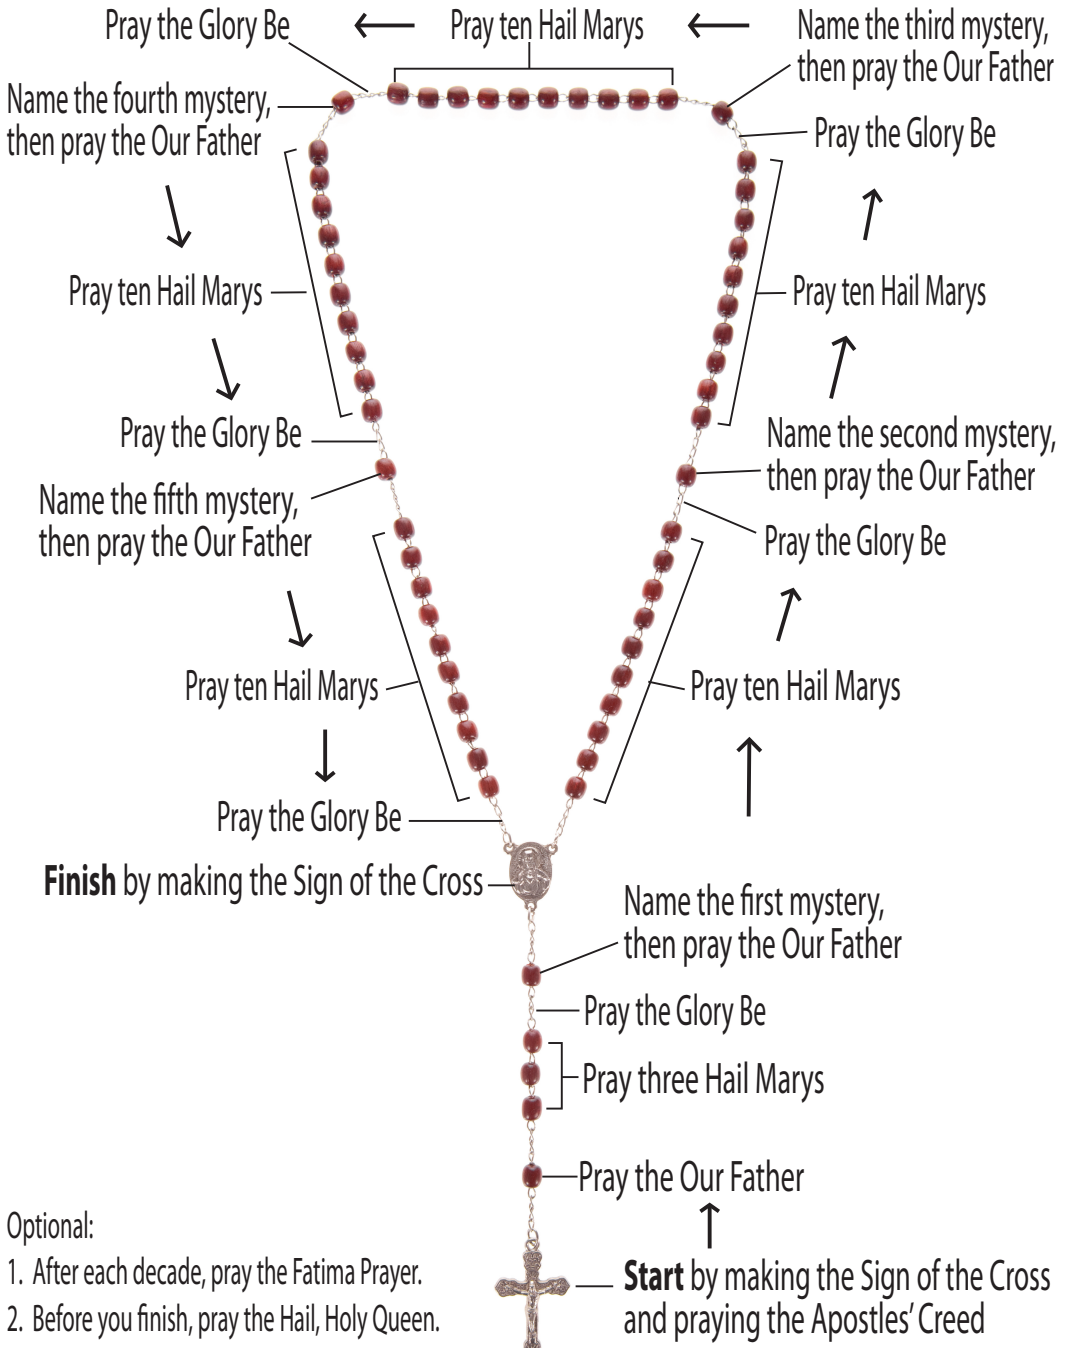 Pray the Glory Be
Pray ten Hail Marys
Name the third mystery,
then pray the Our Father
Name the fourth mystery,
then pray the Our Father
Pray the Glory Be
Pray ten Hail Marys
Pray ten Hail Marys
Pray the Glory Be
Name the second mystery,
then pray the Our Father
Name the fifth mystery,
then pray the Our Father
Pray the Glory Be
Pray ten Hail Marys
Pray ten Hail Marys
Pray the Glory Be
Finish by making the Sign of the Cross
Name the first mystery,
then pray the Our Father
Pray the Glory Be
Pray three Hail Marys
Pray the Our Father
Start by making the Sign of the Cross
and praying the Apostles’ Creed
Optional:
1. After each decade, pray the Fatima Prayer.
2. Before you finish, pray the Hail, Holy Queen.